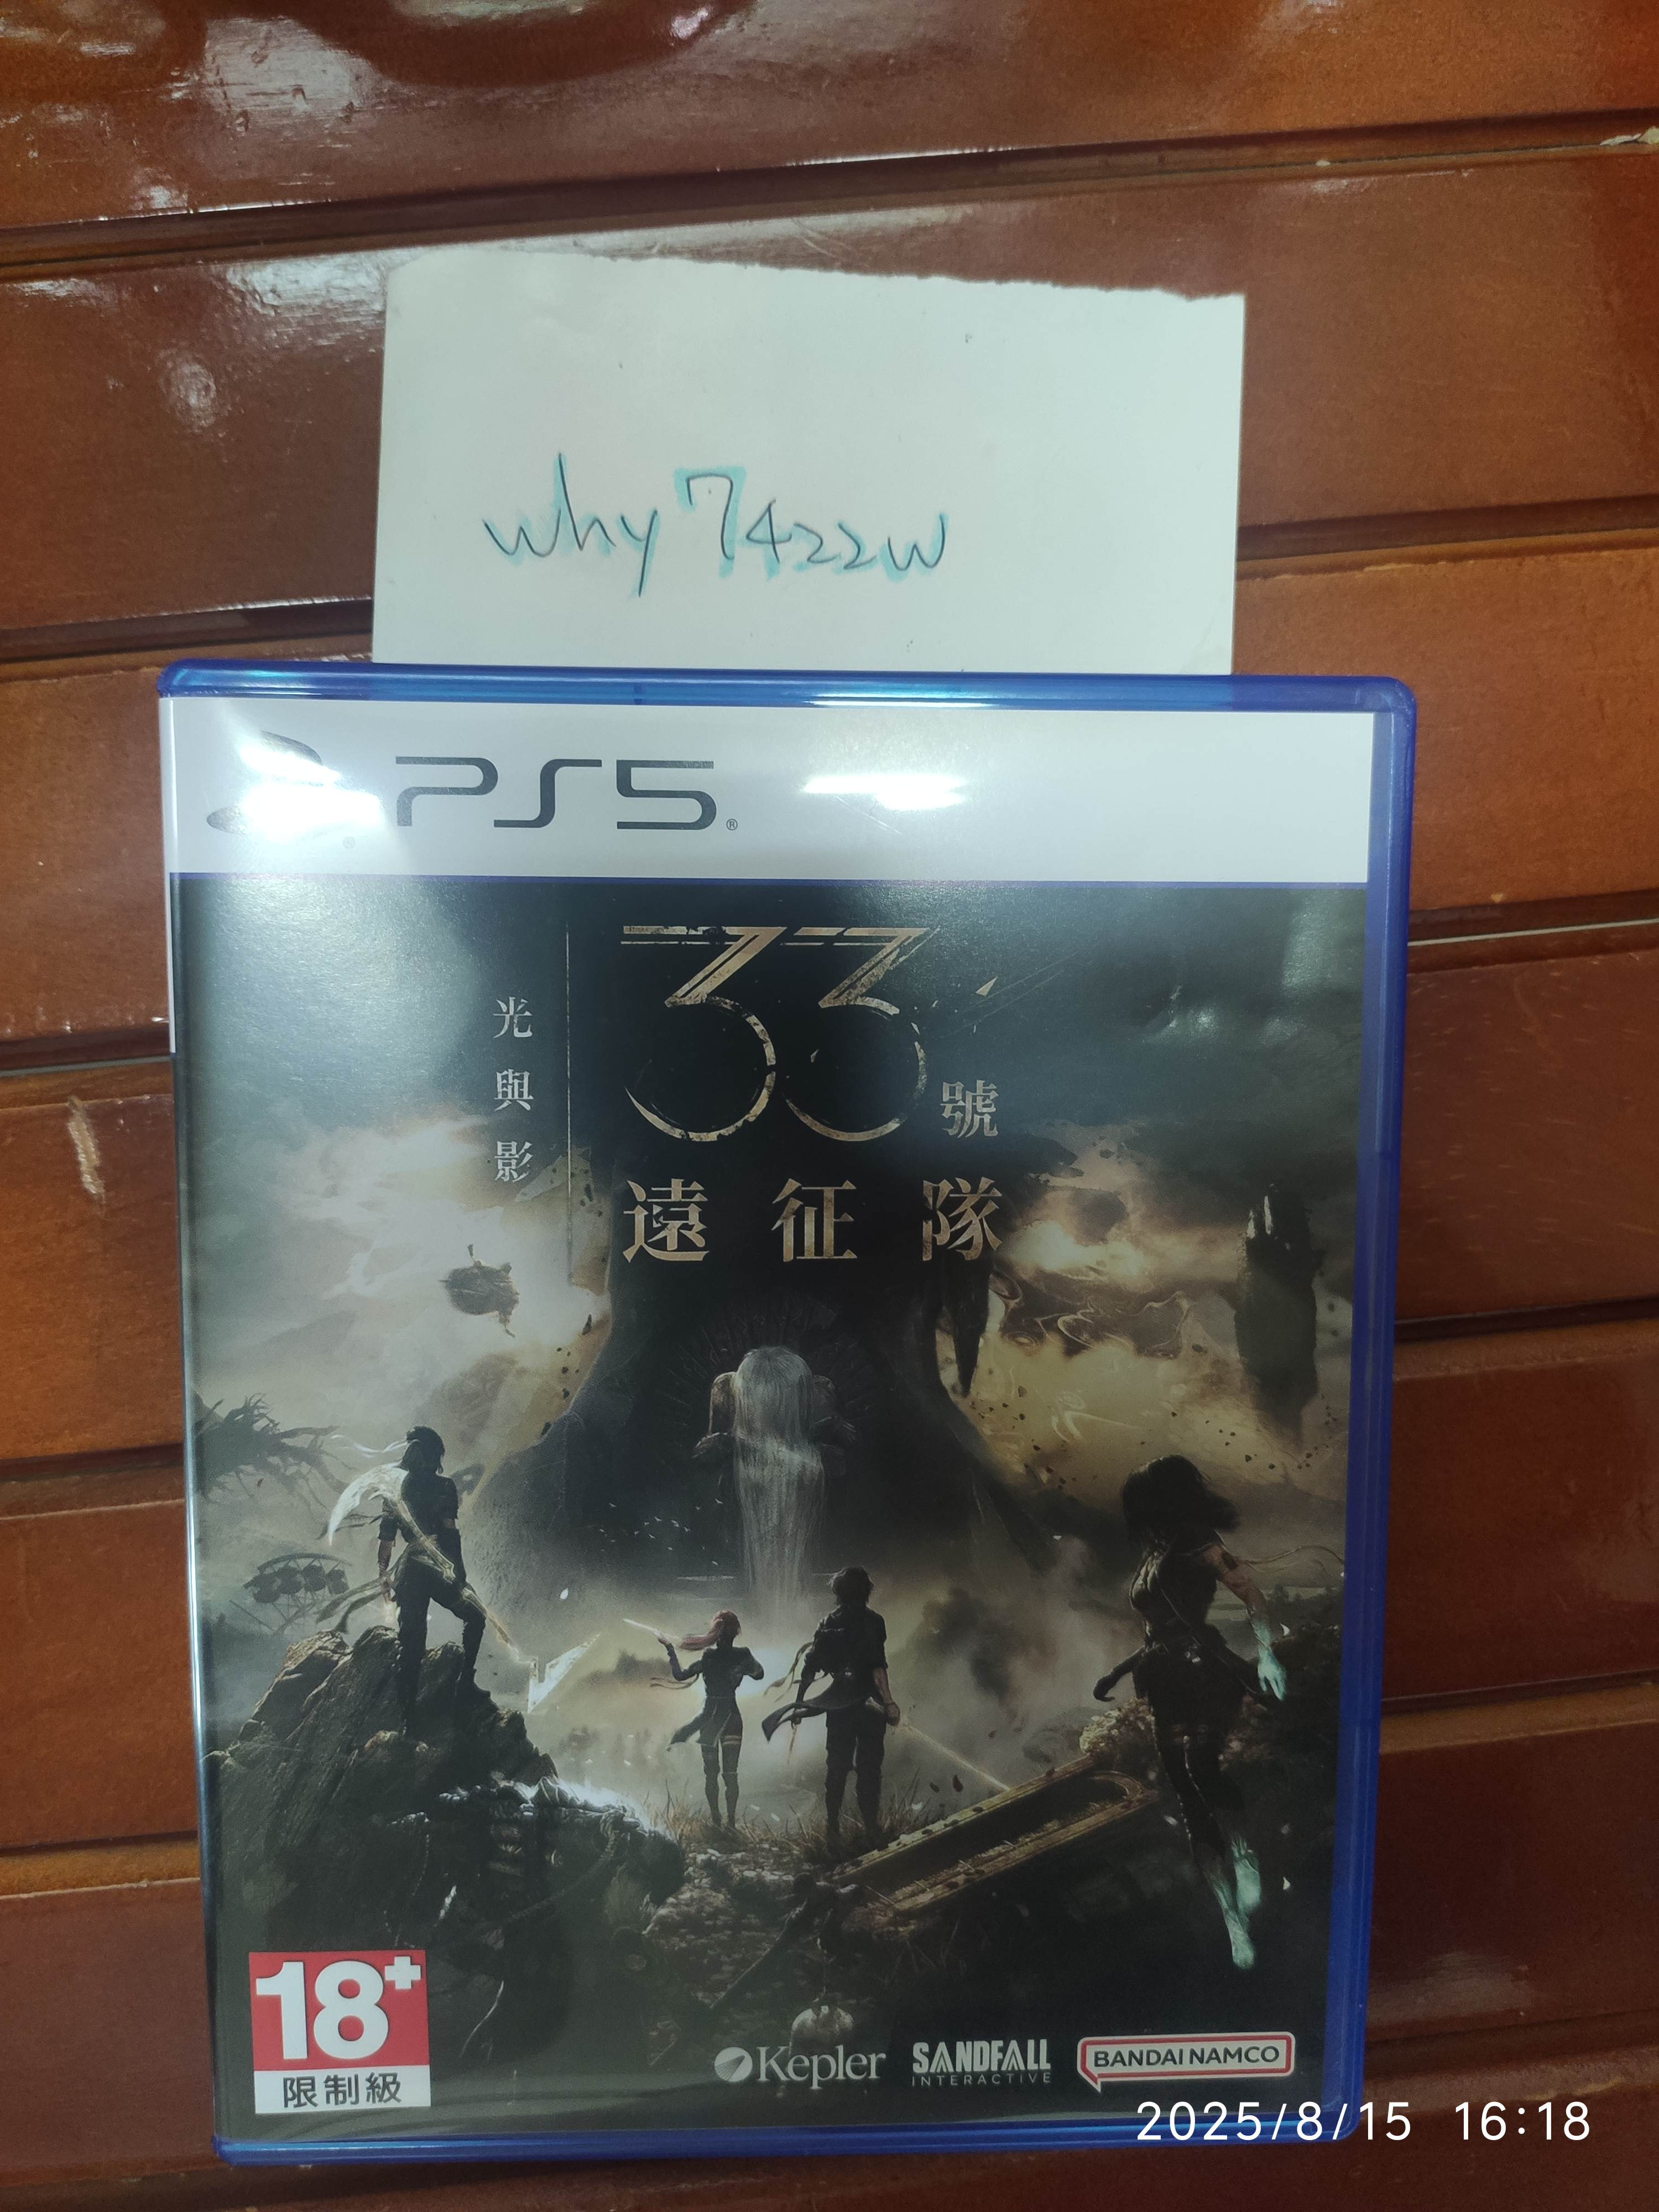 why7422w
PS5®
光與影
33號
遠征隊
18+
限制級
Kepler
SANDFALL
INTERACTIVE
BANDAI NAMCO
2025/8/15 16:18